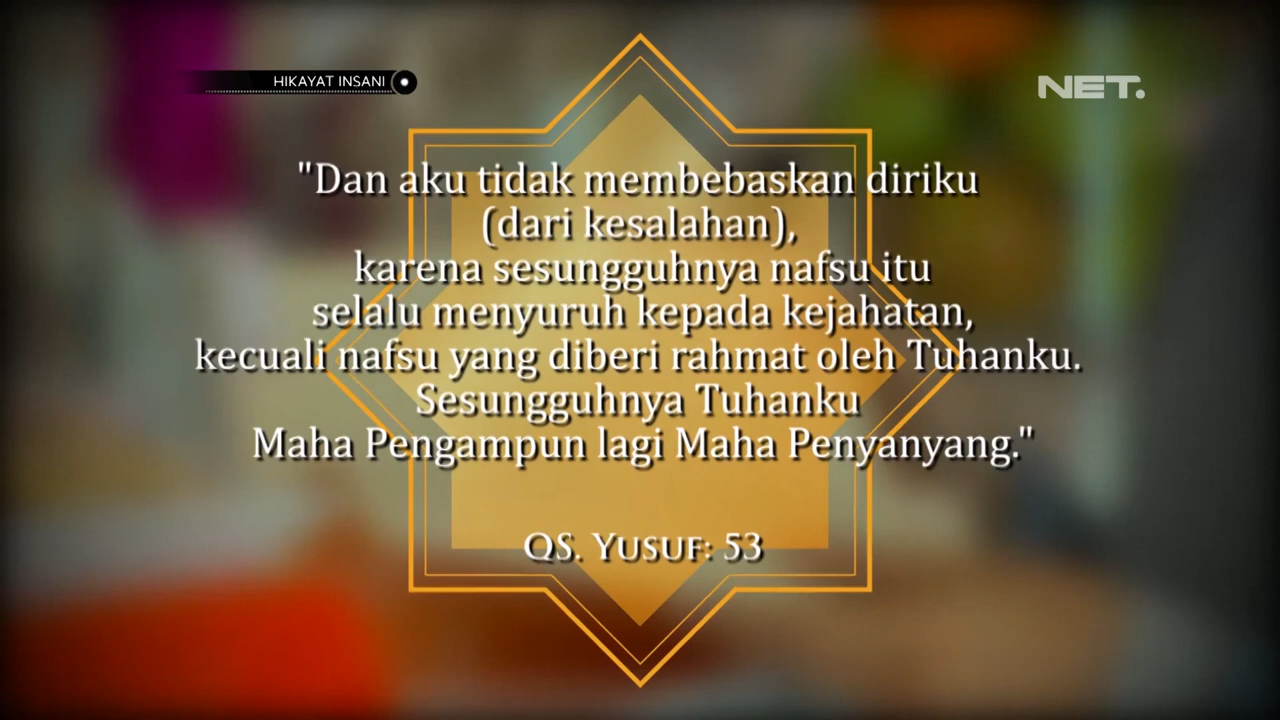 HIKAYAT INSANI
NET.
"Dan aku tidak membebaskan diriku
(dari kesalahan),
karena sesungguhnya nafsu itu
selalu menyuruh kepada kejahatan,
kecuali nafsu yang diberi rahmat oleh Tuhanku.
Sesungguhnya Tuhanku
Maha Pengampun lagi Maha Penyanyang."
QS. YUSUF: 53